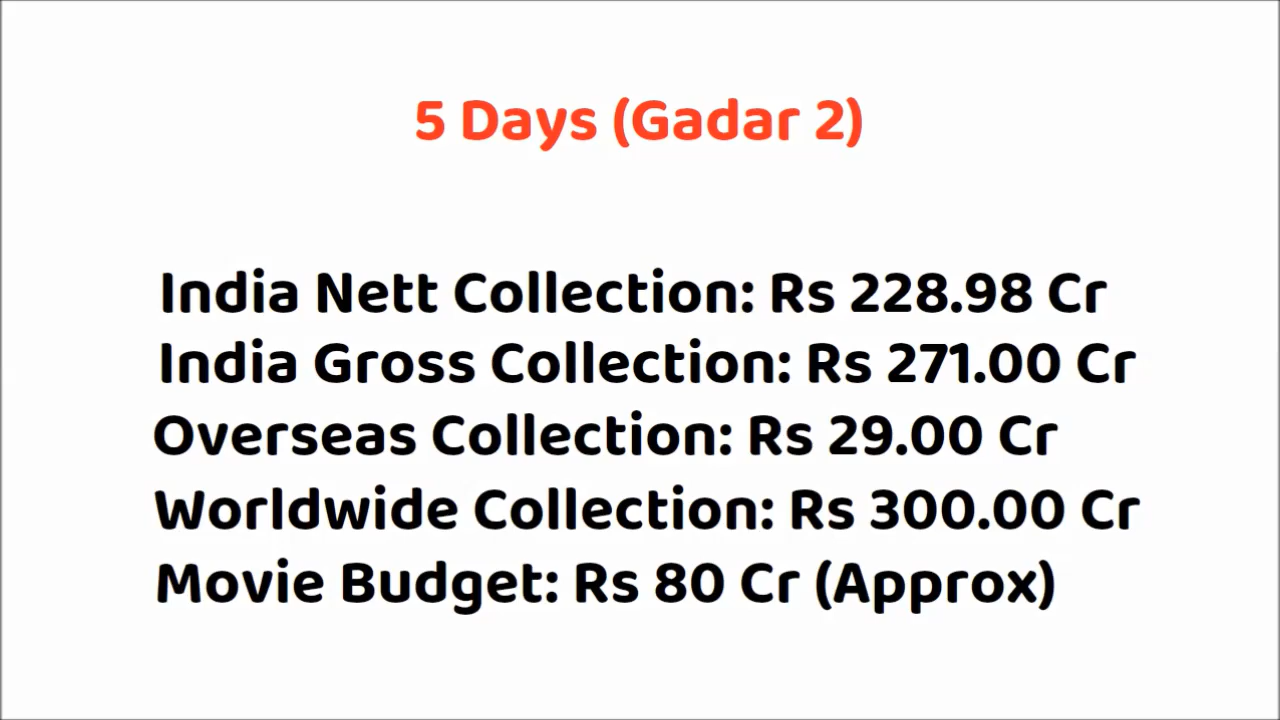 5 Days (Gadar 2)
India Nett Collection: Rs 228.98 Cr
India Gross Collection: Rs 271.00 Cr
Overseas Collection: Rs 29.00 Cr
Worldwide Collection: Rs 300.00 Cr
Movie Budget: Rs 80 Cr (Approx)